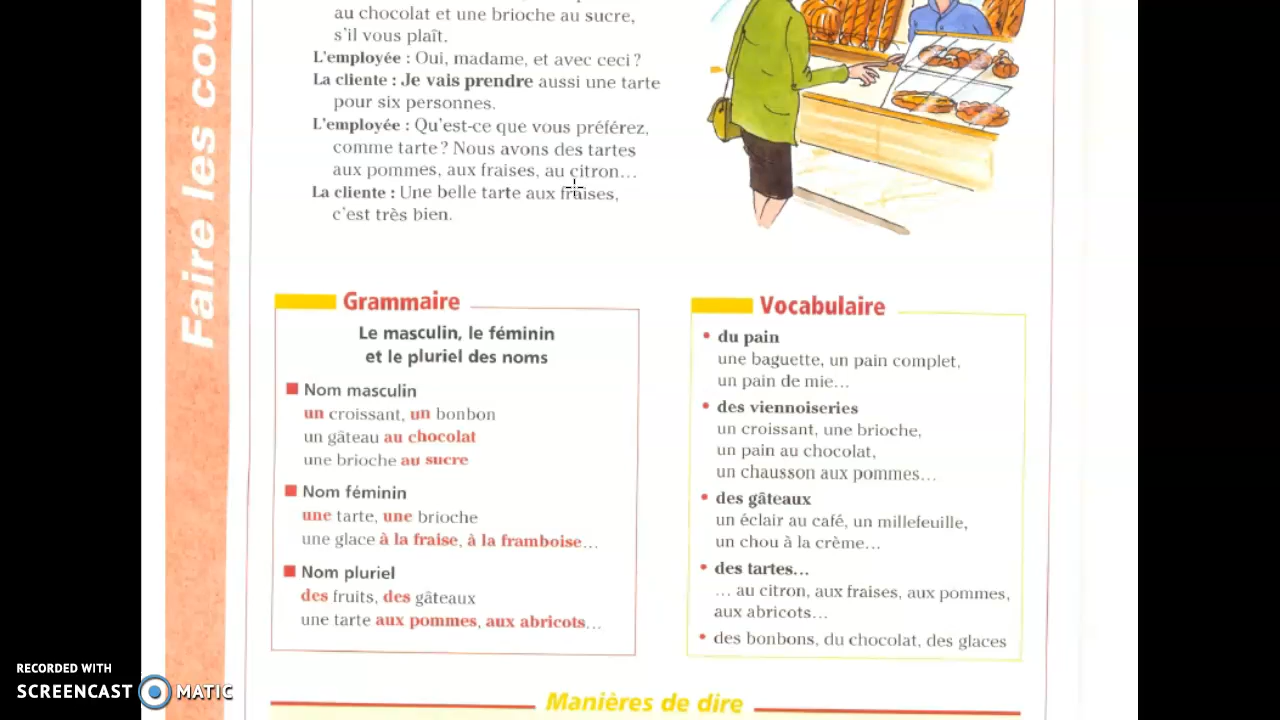 Faire les cour
au chocolat et une brioche au sucre,
s'il vous plaît.
L'employée : Oui, madame, et avec ceci ?
La cliente : Je vais prendre aussi une tarte
pour six personnes.
L'employée : Qu'est-ce que vous préférez,
comme tarte ? Nous avons des tartes
aux pommes, aux fraises, au citron...
La cliente : Une belle tarte aux fraises,
c'est très bien.
Grammaire
Le masculin, le féminin
et le pluriel des noms
Nom masculin
un croissant, un bonbon
un gâteau au chocolat
une brioche au sucre
Nom féminin
une tarte, une brioche
une glace à la fraise, à la framboise...
Nom pluriel
des fruits, des gâteaux
une tarte aux pommes, aux abricots...
Vocabulaire
• du pain
une baguette, un pain complet,
un pain de mie...
• des viennoiseries
un croissant, une brioche,
un pain au chocolat,
un chausson aux pommes...
• des gâteaux
un éclair au café, un millefeuille,
un chou à la crème...
• des tartes...
... au citron, aux fraises, aux pommes,
aux abricots...
• des bonbons, du chocolat, des glaces
Manières de dire
RECORDED WITH
SCREENCAST MATIC